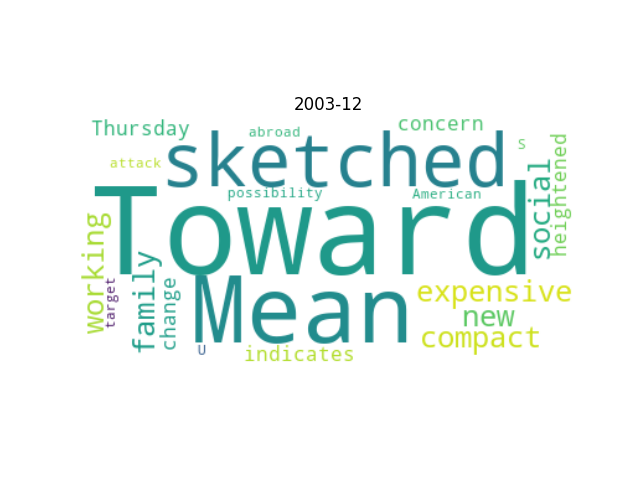 2003-12
Thursday
abroad
concern
sketched
S
attack
possibility
American
Toward
social
heightened
working
target
family
change
Mean
expensive
new
compact
U
indicates